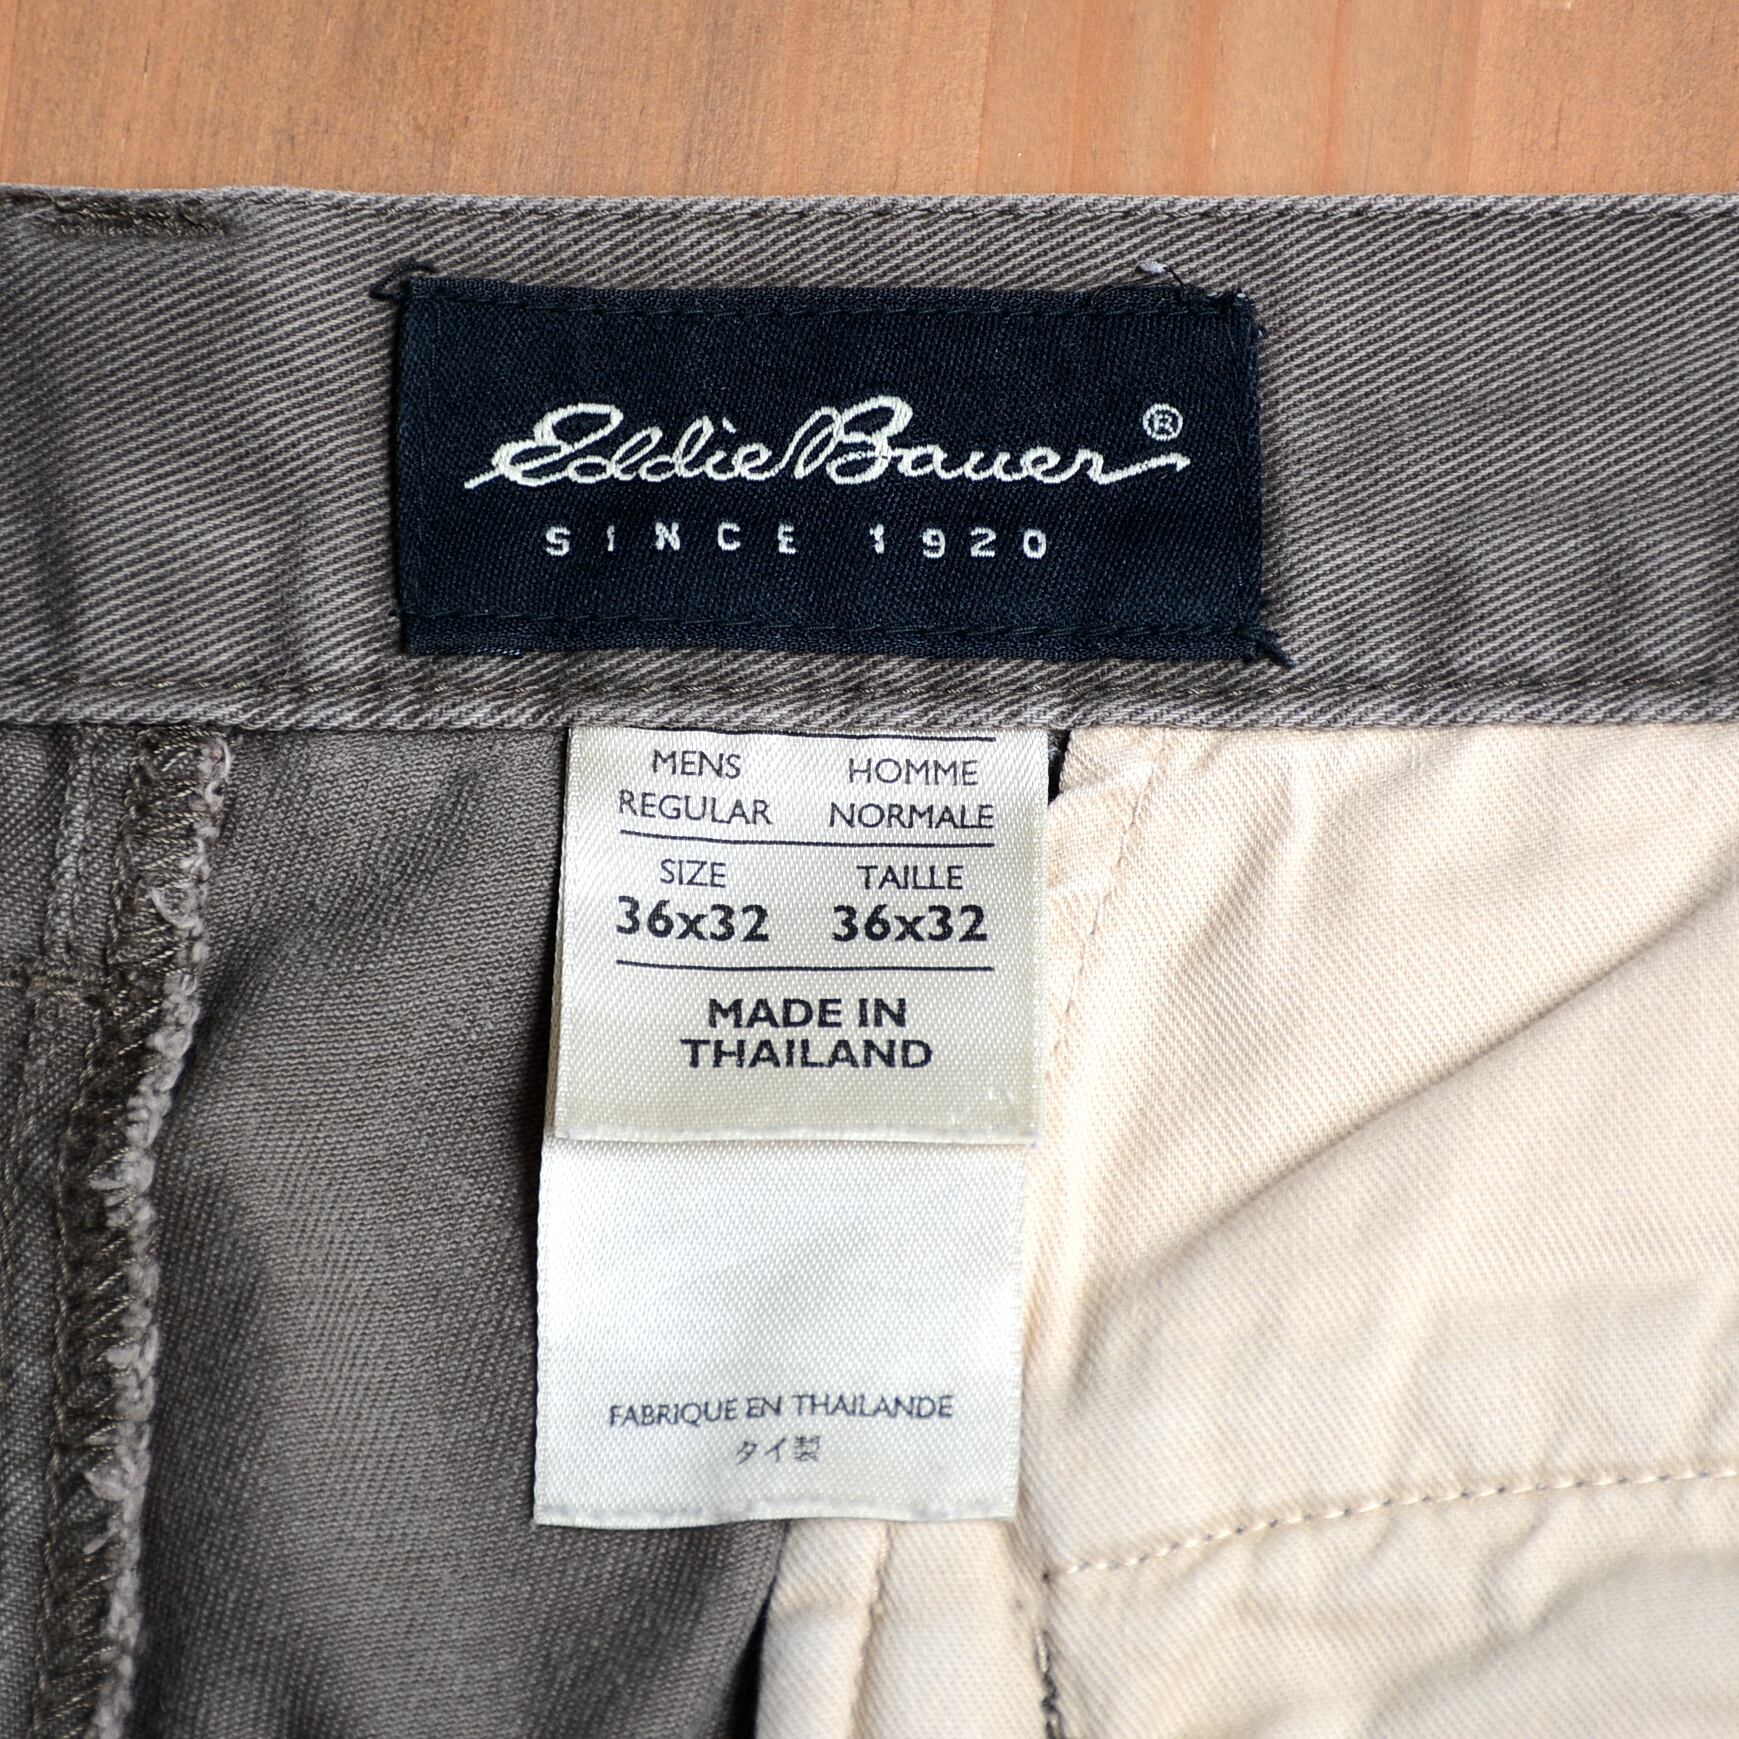 Eddie Bauer®
SINCE 1920
MENS HOMME
REGULAR NORMALE
SIZE TAILLE
36x32 36x32
MADE IN
THAILAND
FABRIQUE EN THAILANDE
タイ製